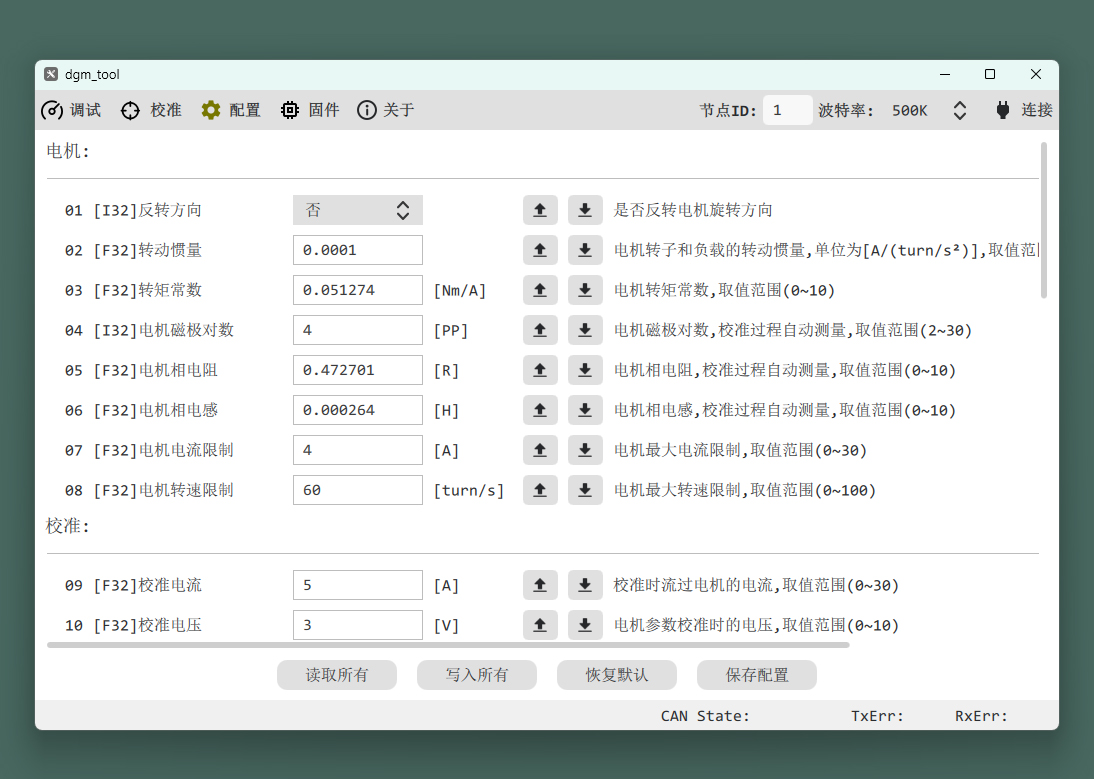 dgm_tool
调试 校准 配置 固件 关于 节点ID: 1 波特率: 500K 连接
电机:
01 [I32]反转方向 否 是否反转电机旋转方向
02 [F32]转动惯量 0.0001 电机转子和负载的转动惯量,单位为[A/(turn/s²)],取值范
03 [F32]转矩常数 0.051274 [Nm/A] 电机转矩常数,取值范围(0~10)
04 [I32]电机磁极对数 4 [PP] 电机磁极对数,校准过程自动测量,取值范围(2~30)
05 [F32]电机相电阻 0.472701 [R] 电机相电阻,校准过程自动测量,取值范围(0~10)
06 [F32]电机相电感 0.000264 [H] 电机相电感,校准过程自动测量,取值范围(0~10)
07 [F32]电机电流限制 4 [A] 电机最大电流限制,取值范围(0~30)
08 [F32]电机转速限制 60 [turn/s] 电机最大转速限制,取值范围(0~100)
校准:
09 [F32]校准电流 5 [A] 校准时流过电机的电流,取值范围(0~30)
10 [F32]校准电压 3 [V] 电机参数校准时的电压,取值范围(0~10)
读取所有 写入所有 恢复默认 保存配置
CAN State: TxErr: RxErr: